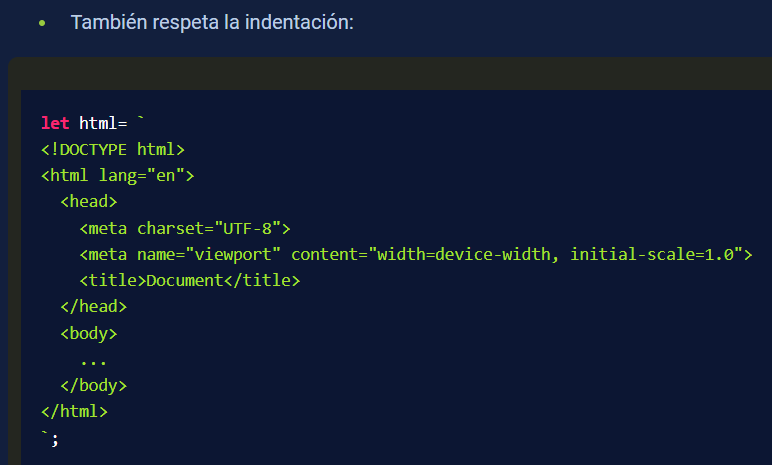 También respeta la indentación:
let html= `
<!DOCTYPE html>
<html lang="en">
  <head>
    <meta charset="UTF-8">
    <meta name="viewport" content="width=device-width, initial-scale=1.0">
    <title>Document</title>
  </head>
  <body>
    ...
  </body>
</html>
`;